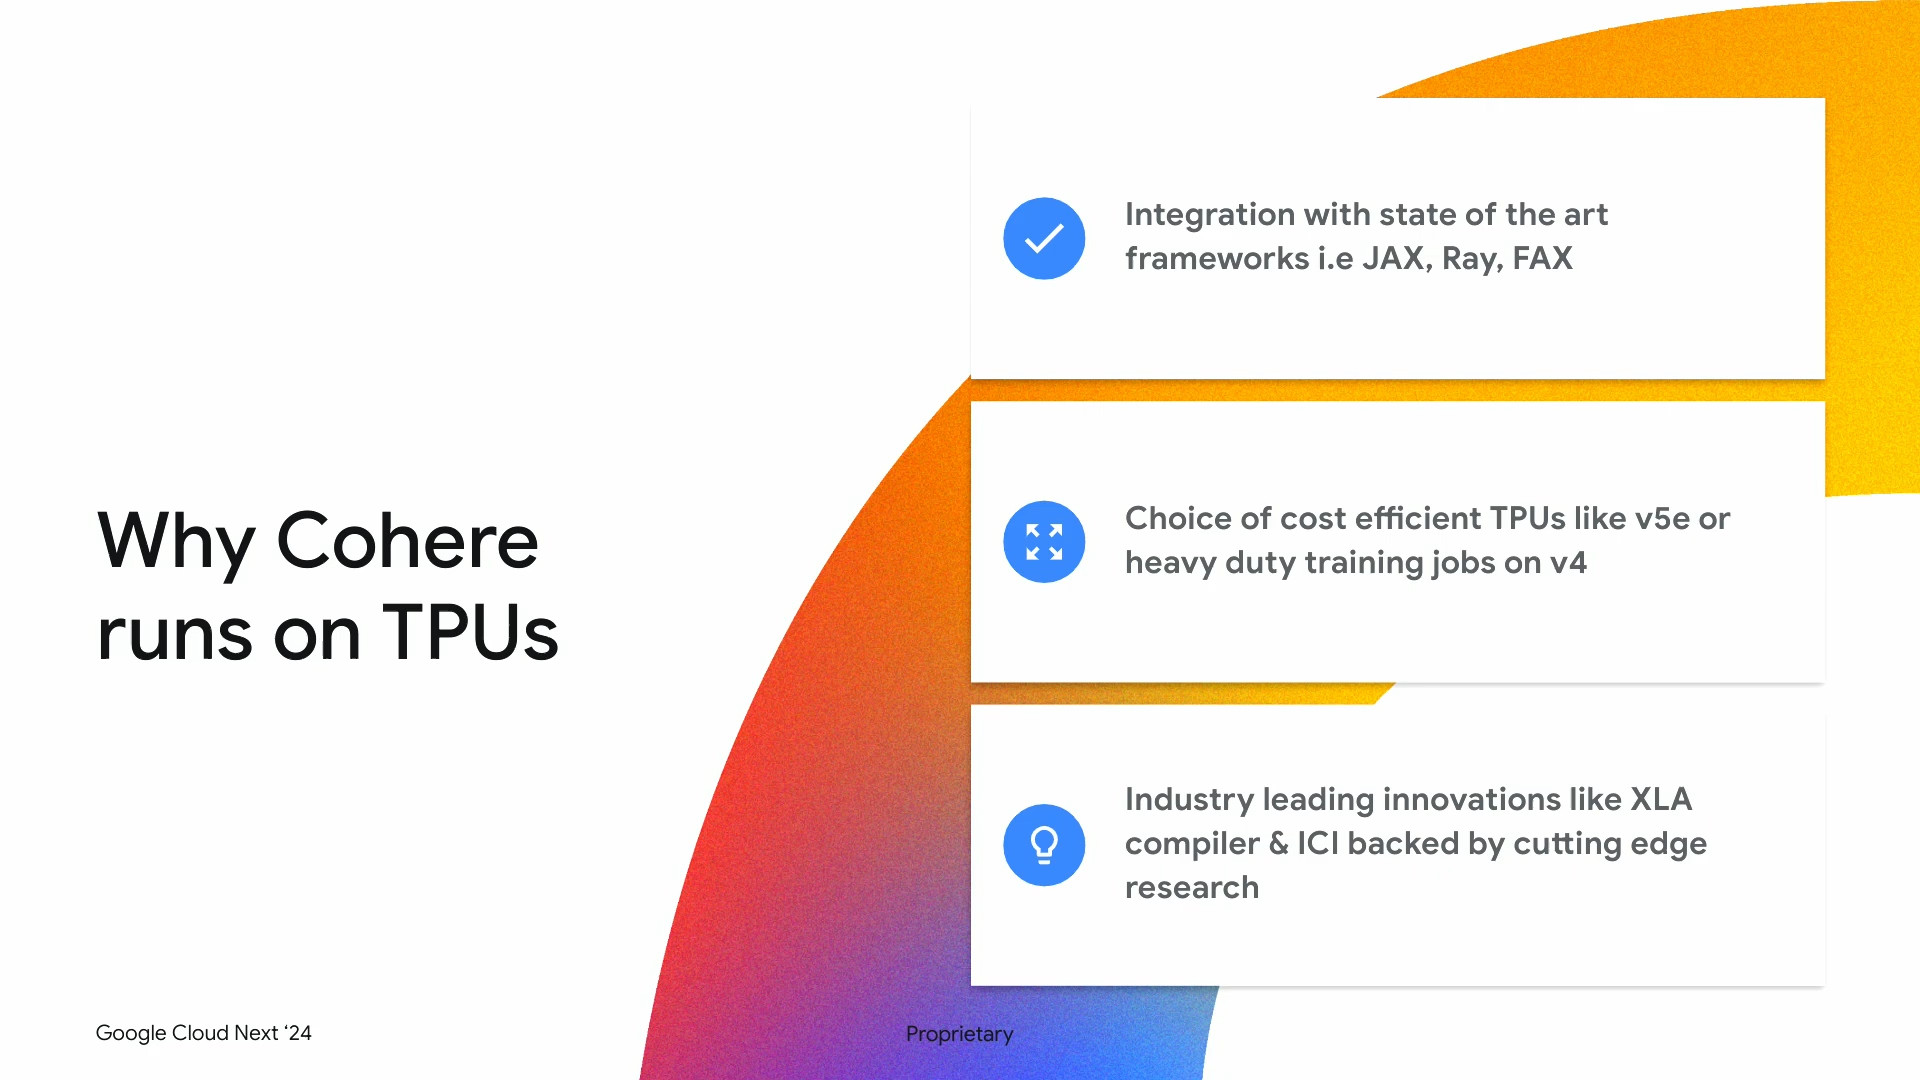 Why Cohere
runs on TPUs
Integration with state of the art
frameworks i.e JAX, Ray, FAX
Choice of cost efficient TPUs like v5e or
heavy duty training jobs on v4
Industry leading innovations like XLA
compiler & ICI backed by cutting edge
research
Google Cloud Next ‘24
Proprietary